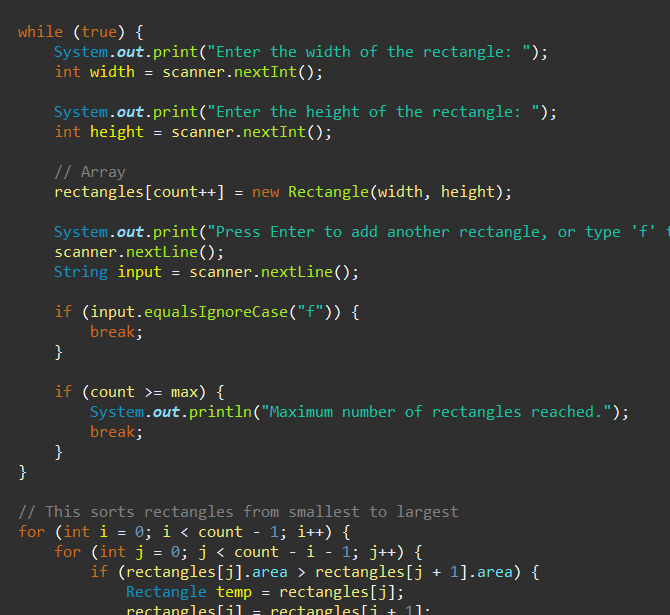 while (true) {
System.out.print("Enter the width of the rectangle: ");
int width = scanner.nextInt();
System.out.print("Enter the height of the rectangle: ");
int height = scanner.nextInt();
// Array
rectangles[count++] = new Rectangle(width, height);
System.out.print("Press Enter to add another rectangle, or type 'f'
scanner.nextLine();
String input = scanner.nextLine();
if (input.equalsIgnoreCase("f")) {
break;
}
if (count >= max) {
System.out.println("Maximum number of rectangles reached.");
break;
}
}
// This sorts rectangles from smallest to largest
for (int i = 0; i < count - 1; i++) {
for (int j = 0; j < count - i - 1; j++) {
if (rectangles[j].area > rectangles[j + 1].area) {
Rectangle temp = rectangles[j];
rectangles[j] = rectangles[j + 1];